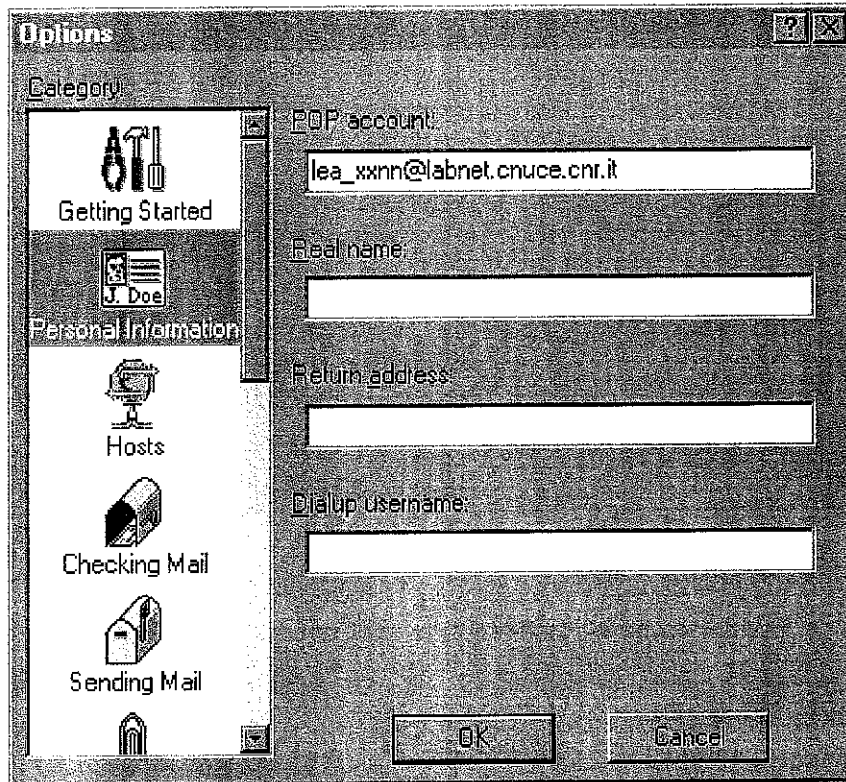 Options
Category:
Getting Started
J. Doe
Personal Information
Hosts
Checking Mail
Sending Mail
POP account:
lea_xxnn@labnet.cnuce.cnr.it
Real name:
Return address:
Dialup username:
OK
Cancel